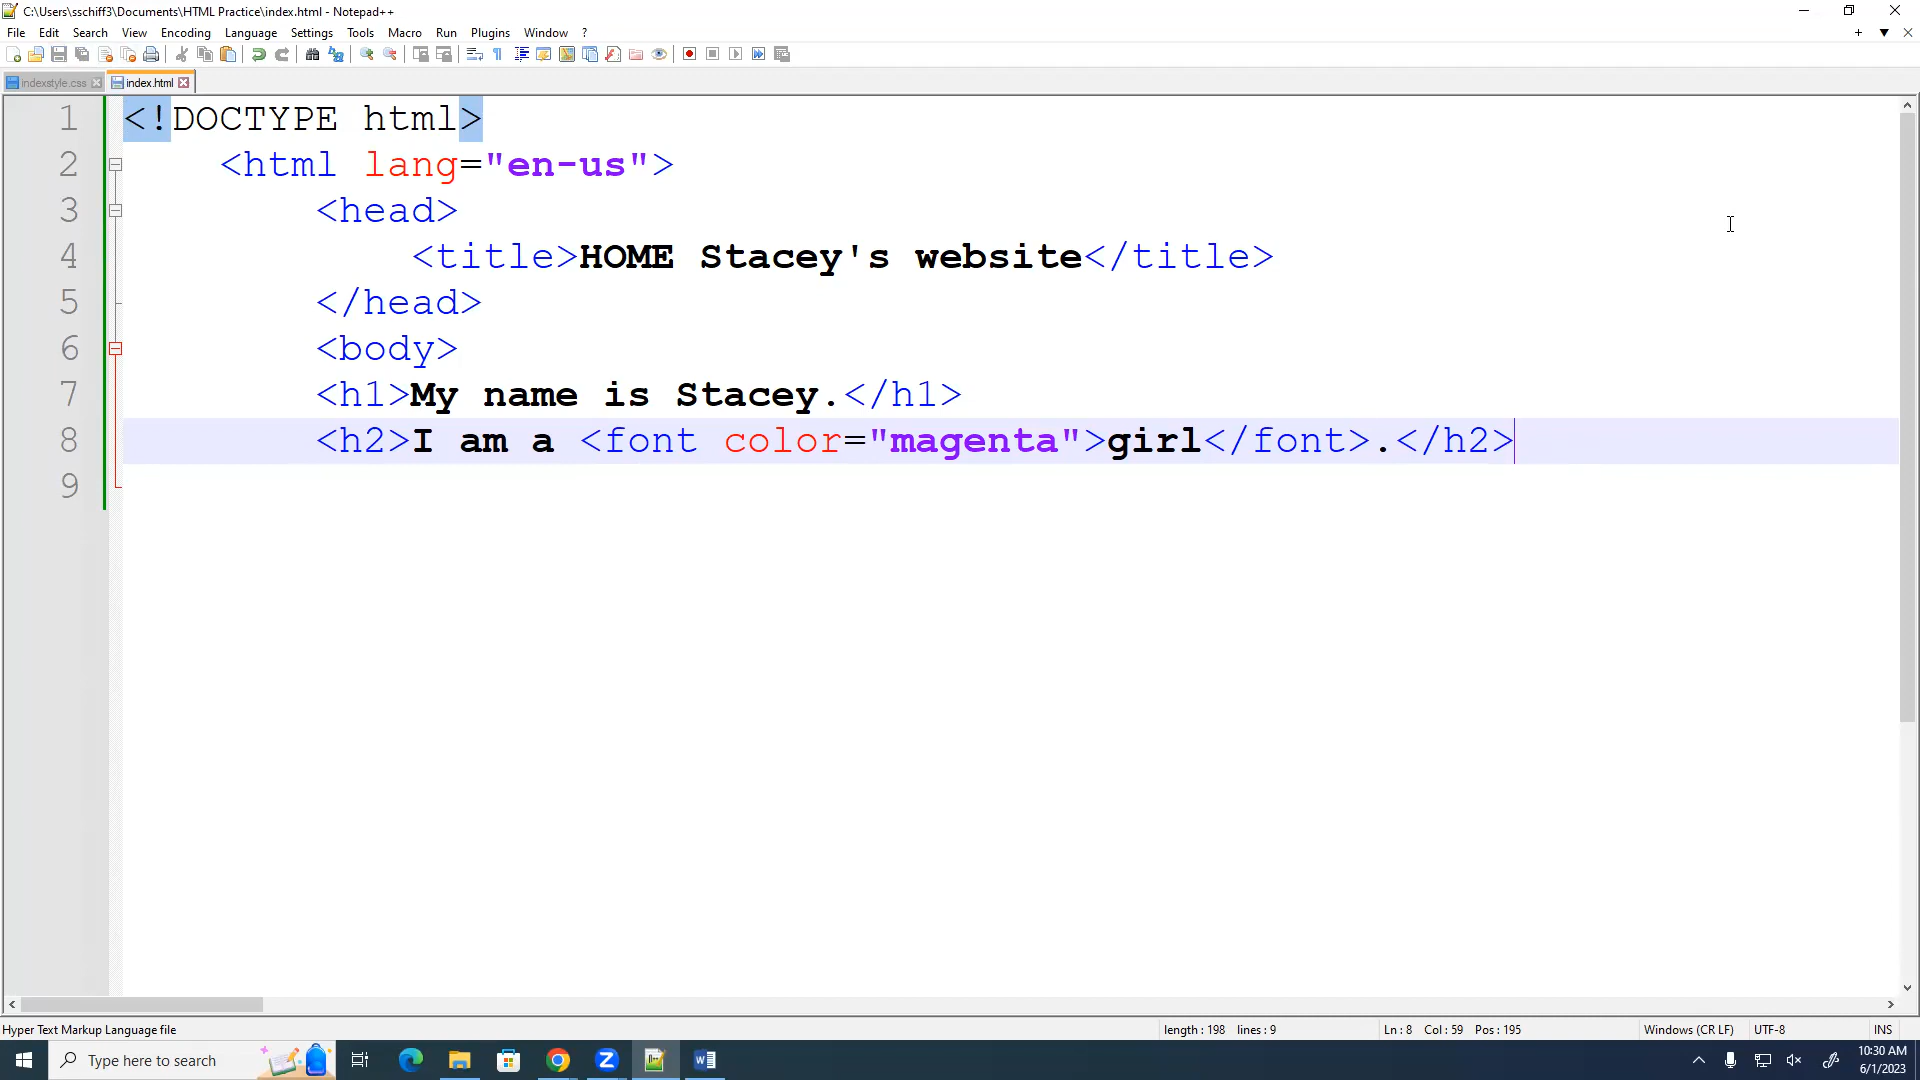 C:\Users\sschiff3\Documents\HTML Practice\index.html - Notepad++
File Edit Search View Encoding Language Settings Tools Macro Run Plugins Window ?
indexstyle.css index.html
1 <!DOCTYPE html>
2 <html lang="en-us">
3 <head>
4 <title>HOME Stacey's website</title>
5 </head>
6 <body>
7 <h1>My name is Stacey.</h1>
8 <h2>I am a <font color="magenta">girl</font>.</h2>
9
Hyper Text Markup Language file length : 198 lines : 9 Ln : 8 Col : 59 Pos : 195 Windows (CR LF) UTF-8 INS
Type here to search
10:30 AM
6/1/2023